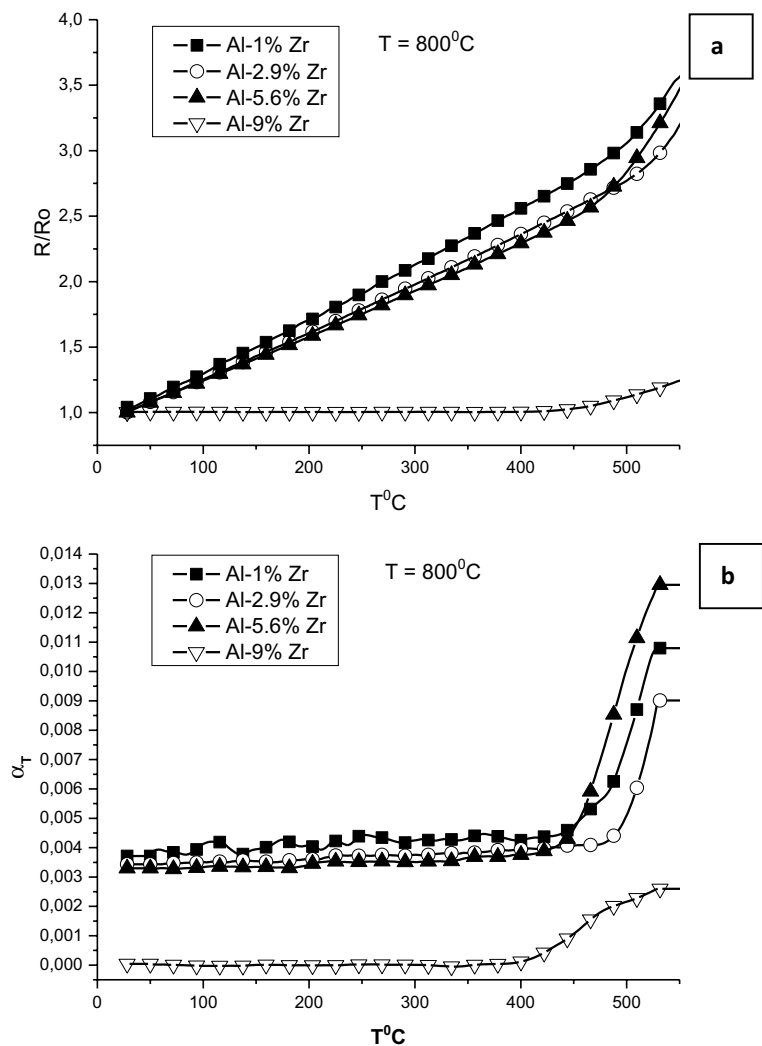 4,0
3,5
3,0
2,5
2,0
1,5
1,0
R/Ro
Al-1% Zr
Al-2.9% Zr
Al-5.6% Zr
Al-9% Zr
T = 800⁰C
a
0 100 200 300 400 500
T⁰C
0,014
0,013
0,012
0,011
0,010
0,009
0,008
0,007
0,006
0,005
0,004
0,003
0,002
0,001
0,000
α_T
Al-1% Zr
Al-2.9% Zr
Al-5.6% Zr
Al-9% Zr
T = 800⁰C
b
0 100 200 300 400 500
T⁰C